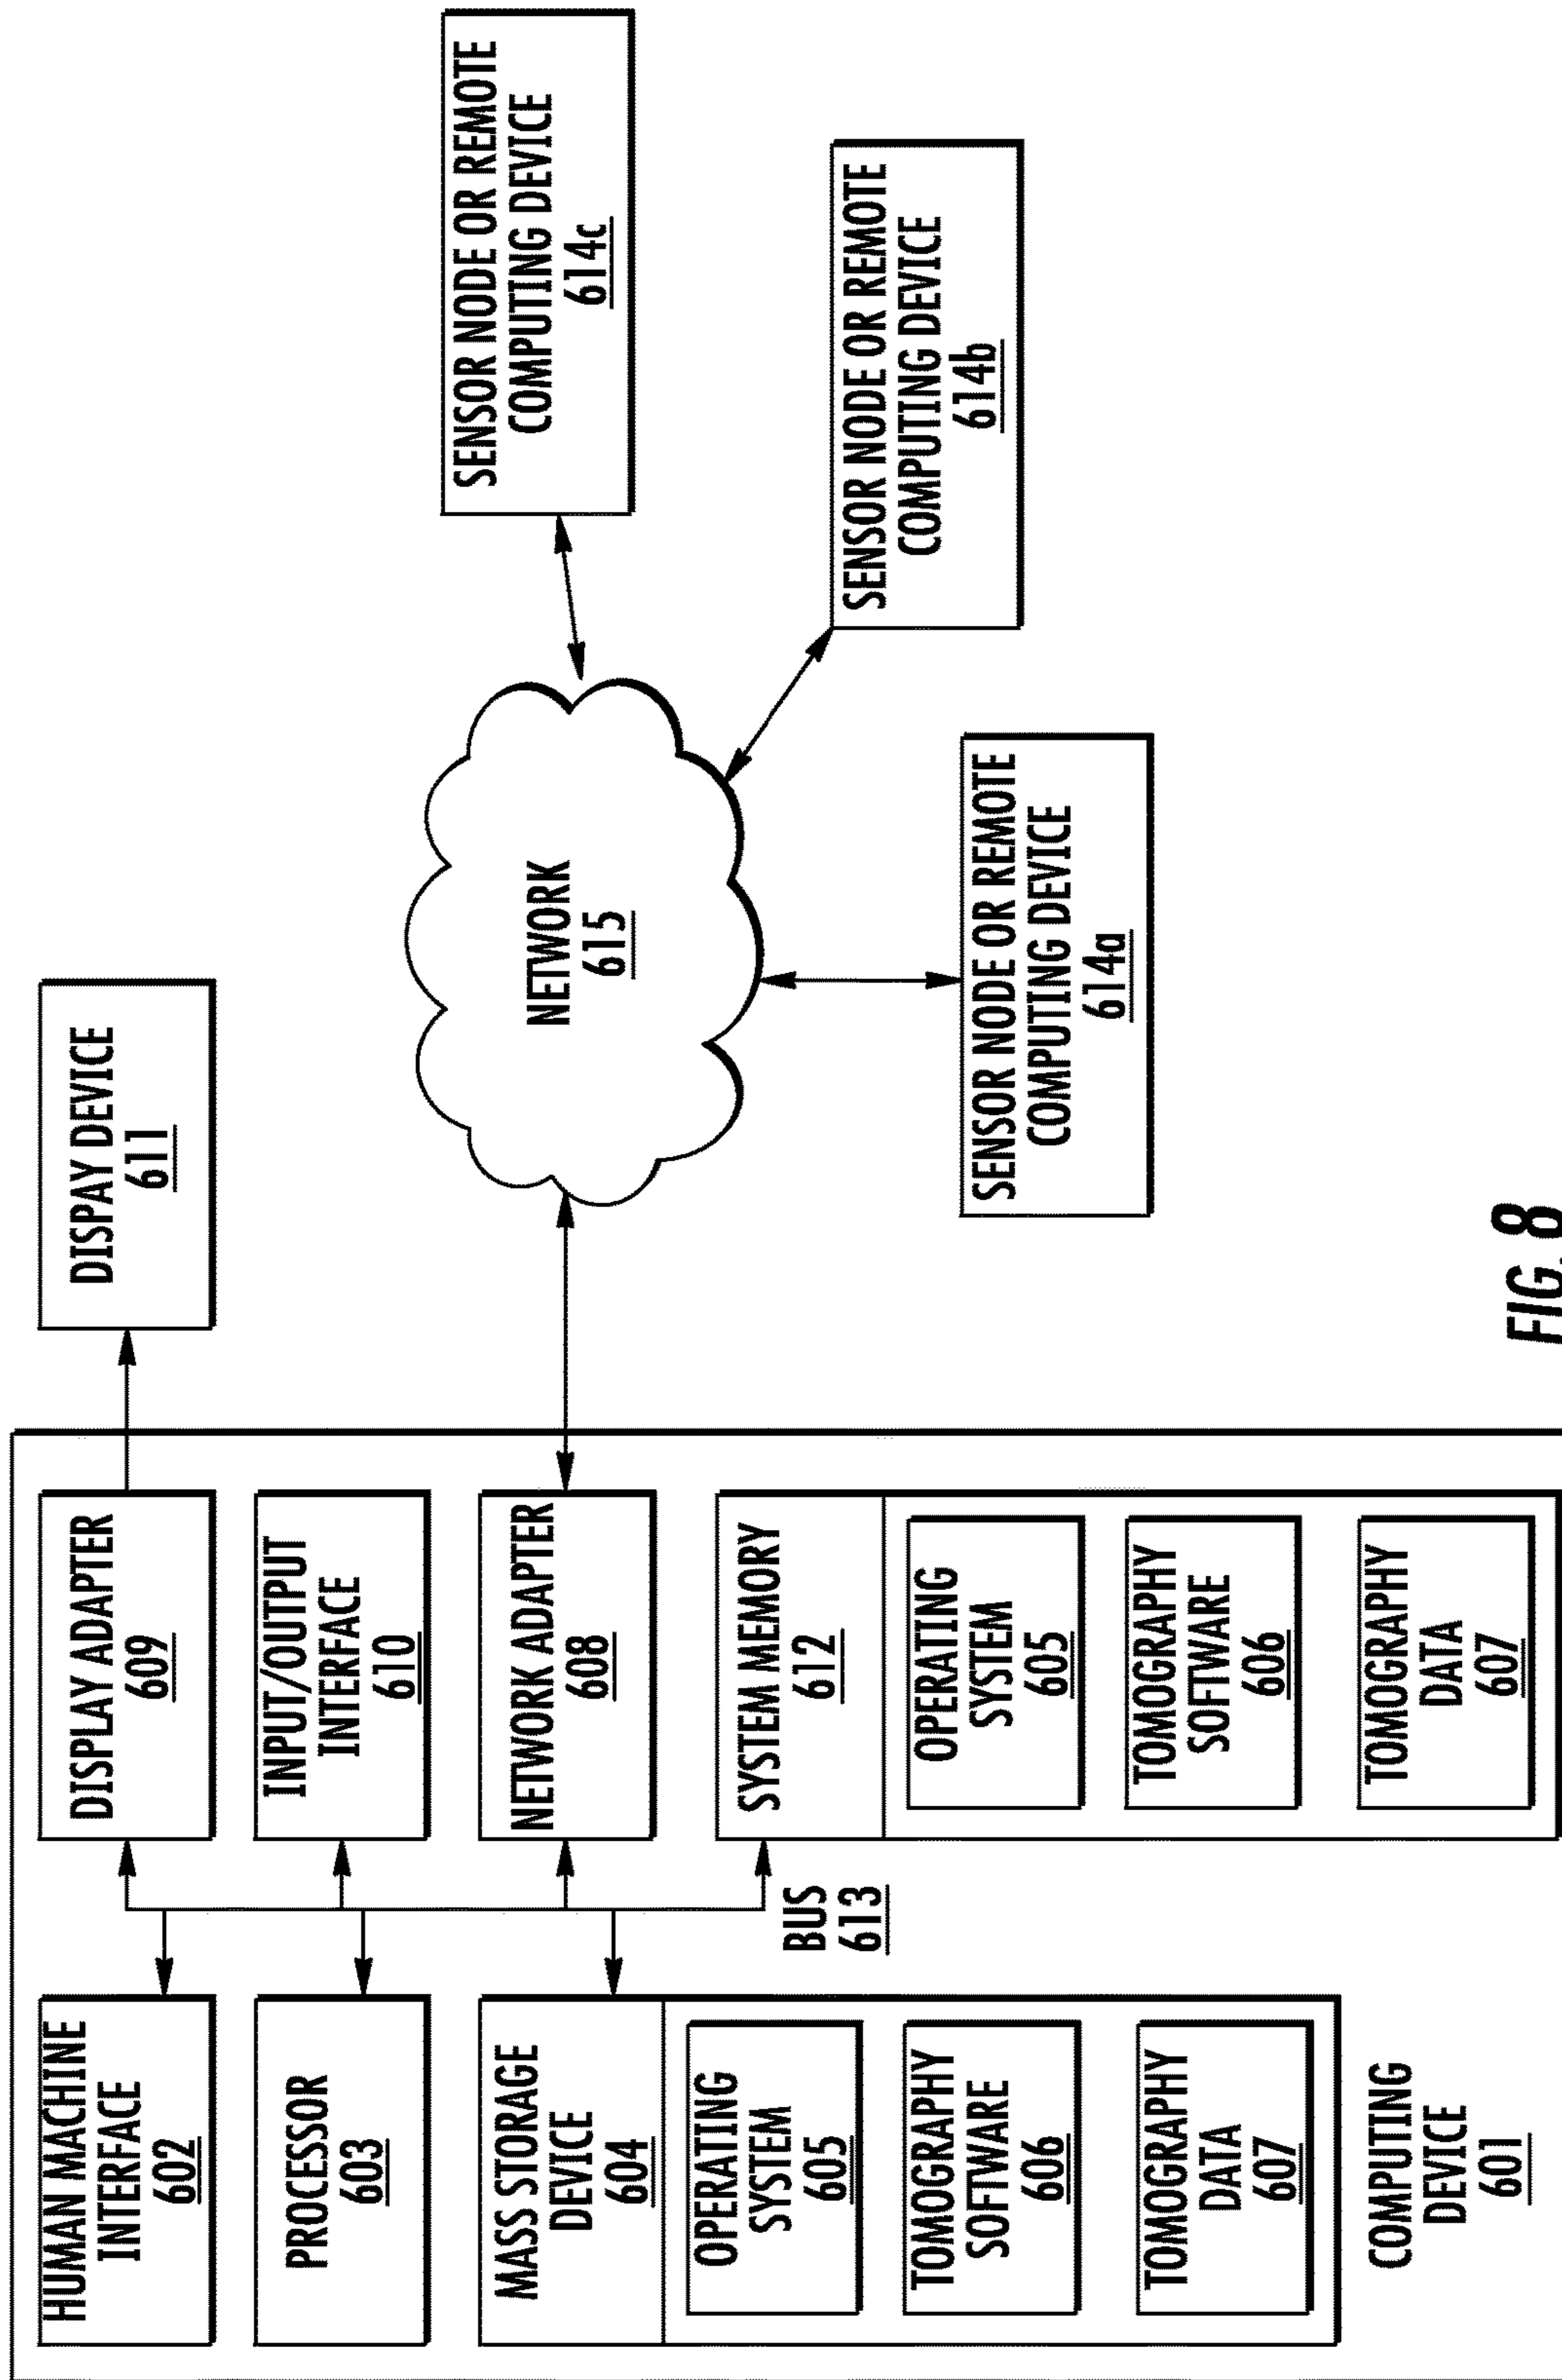 HUMAN MACHINE
INTERFACE
602
PROCESSOR
603
MASS STORAGE
DEVICE
604
OPERATING
SYSTEM
605
TOMOGRAPHY
SOFTWARE
606
TOMOGRAPHY
DATA
607
COMPUTING
DEVICE
601
BUS
613
DISPLAY ADAPTER
609
INPUT/OUTPUT
INTERFACE
610
NETWORK ADAPTER
608
SYSTEM MEMORY
612
OPERATING
SYSTEM
605
TOMOGRAPHY
SOFTWARE
606
TOMOGRAPHY
DATA
607
DISPAY DEVICE
611
NETWORK
615
SENSOR NODE OR REMOTE
COMPUTING DEVICE
614a
SENSOR NODE OR REMOTE
COMPUTING DEVICE
614b
SENSOR NODE OR REMOTE
COMPUTING DEVICE
614c
FIG. 8